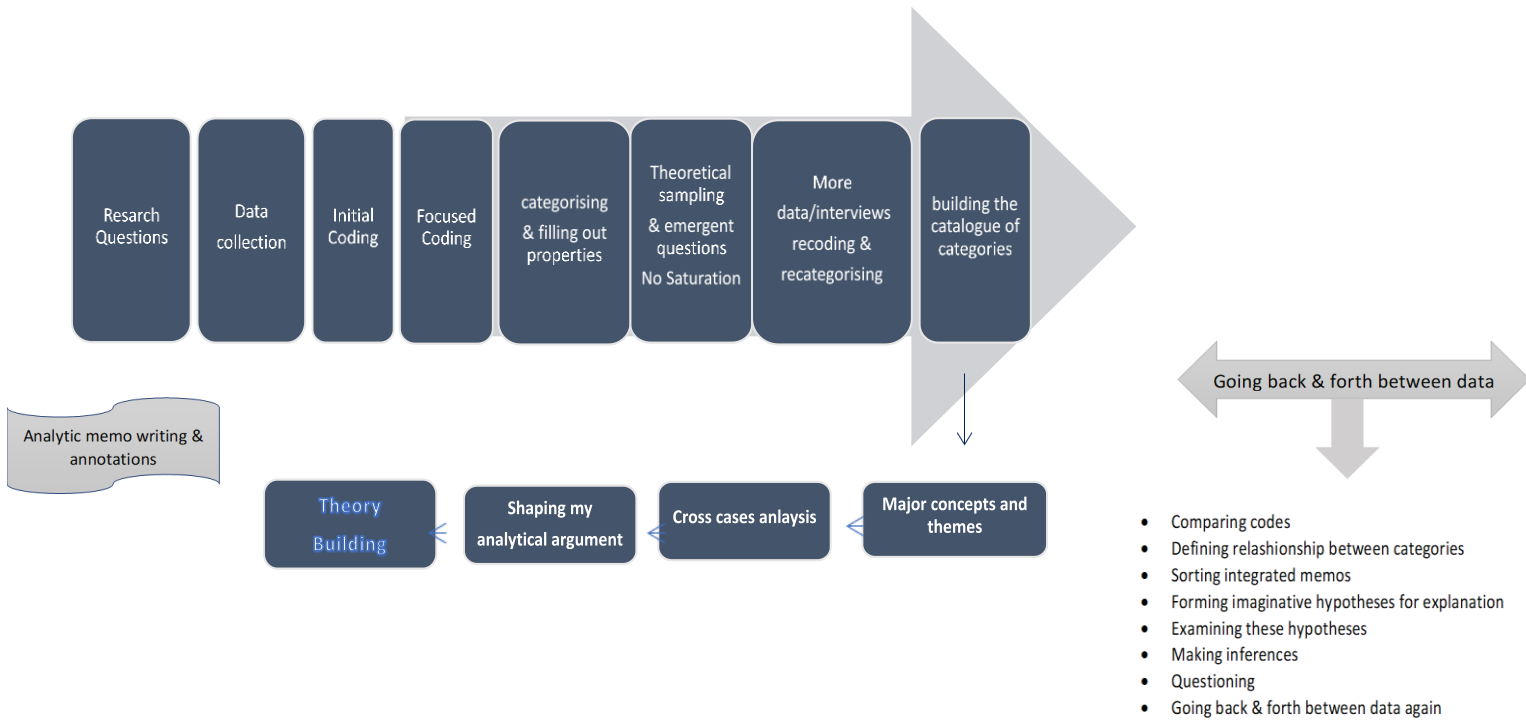 Resarch
Questions
Data
collection
Initial
Coding
Focused
Coding
categorising
& filling out
properties
Theoretical
sampling
& emergent
questions
No Saturation
More
data/interviews
recoding &
recategorising
building the
catalogue of
categories
Going back & forth between data
Analytic memo writing &
annotations
Theory
Building
Shaping my
analytical argument
Cross cases anlaysis
Major concepts and
themes
• Comparing codes
• Defining relashionship between categories
• Sorting integrated memos
• Forming imaginative hypotheses for explanation
• Examining these hypotheses
• Making inferences
• Questioning
• Going back & forth between data again